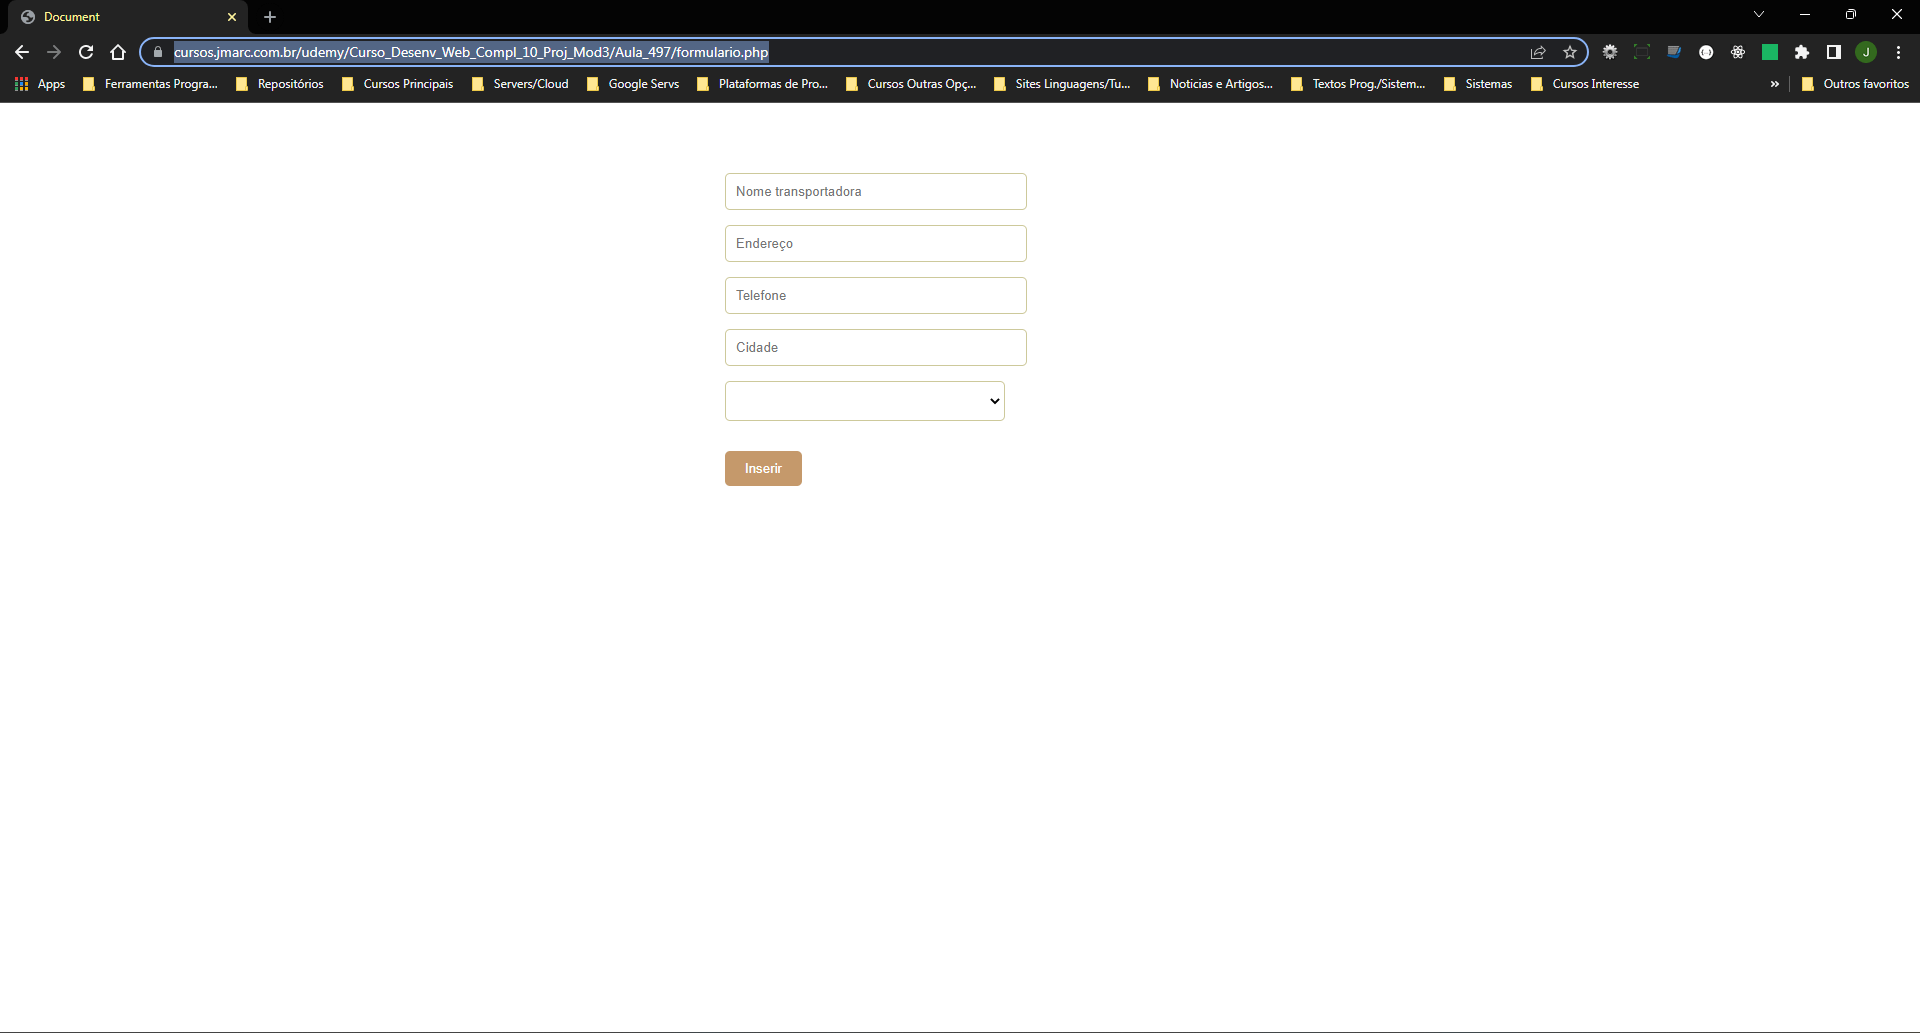 Document
cursos.jmarc.com.br/udemy/Curso_Desenv_Web_Compl_10_Proj_Mod3/Aula_497/formulario.php
J
Apps Ferramentas Progra... Repositórios Cursos Principais Servers/Cloud Google Servs Plataformas de Pro... Cursos Outras Opç... Sites Linguagens/Tu... Noticias e Artigos... Textos Prog./Sistem... Sistemas Cursos Interesse » Outros favoritos
Nome transportadora
Endereço
Telefone
Cidade
Inserir